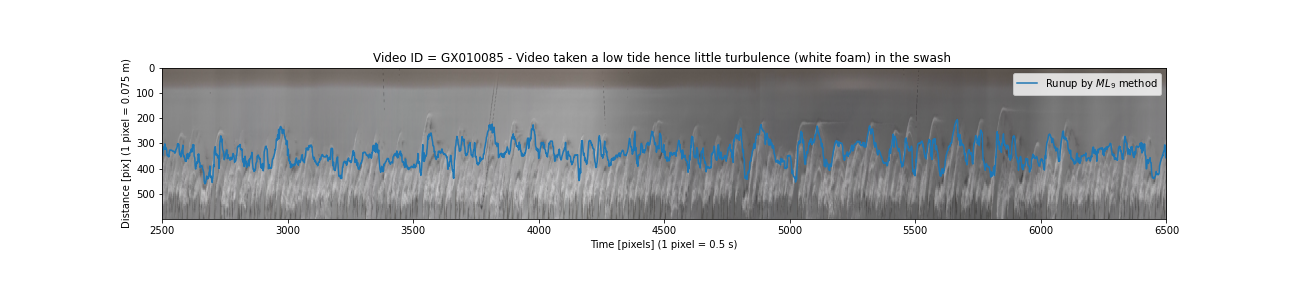 Video ID = GX010085 - Video taken a low tide hence little turbulence (white foam) in the swash
Runup by ML9 method
Distance [pix] (1 pixel = 0.075 m)
0
100
200
300
400
500
2500 3000 3500 4000 4500 5000 5500 6000 6500
Time [pixels] (1 pixel = 0.5 s)